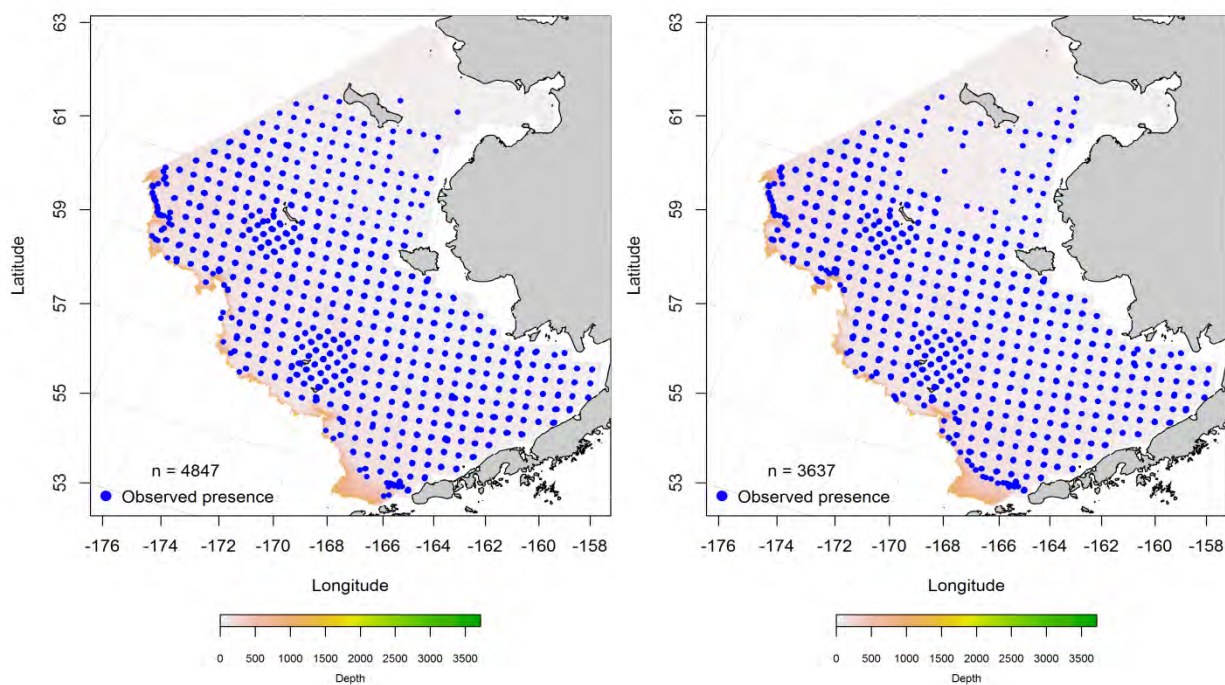 63
61
59
57
55
53
Latitude
n = 4847
Observed presence
-176 -174 -172 -170 -168 -166 -164 -162 -160 -158
Longitude
0 500 1000 1500 2000 2500 3000 3500
Depth
63
61
59
57
55
53
Latitude
n = 3637
Observed presence
-176 -174 -172 -170 -168 -166 -164 -162 -160 -158
Longitude
0 500 1000 1500 2000 2500 3000 3500
Depth